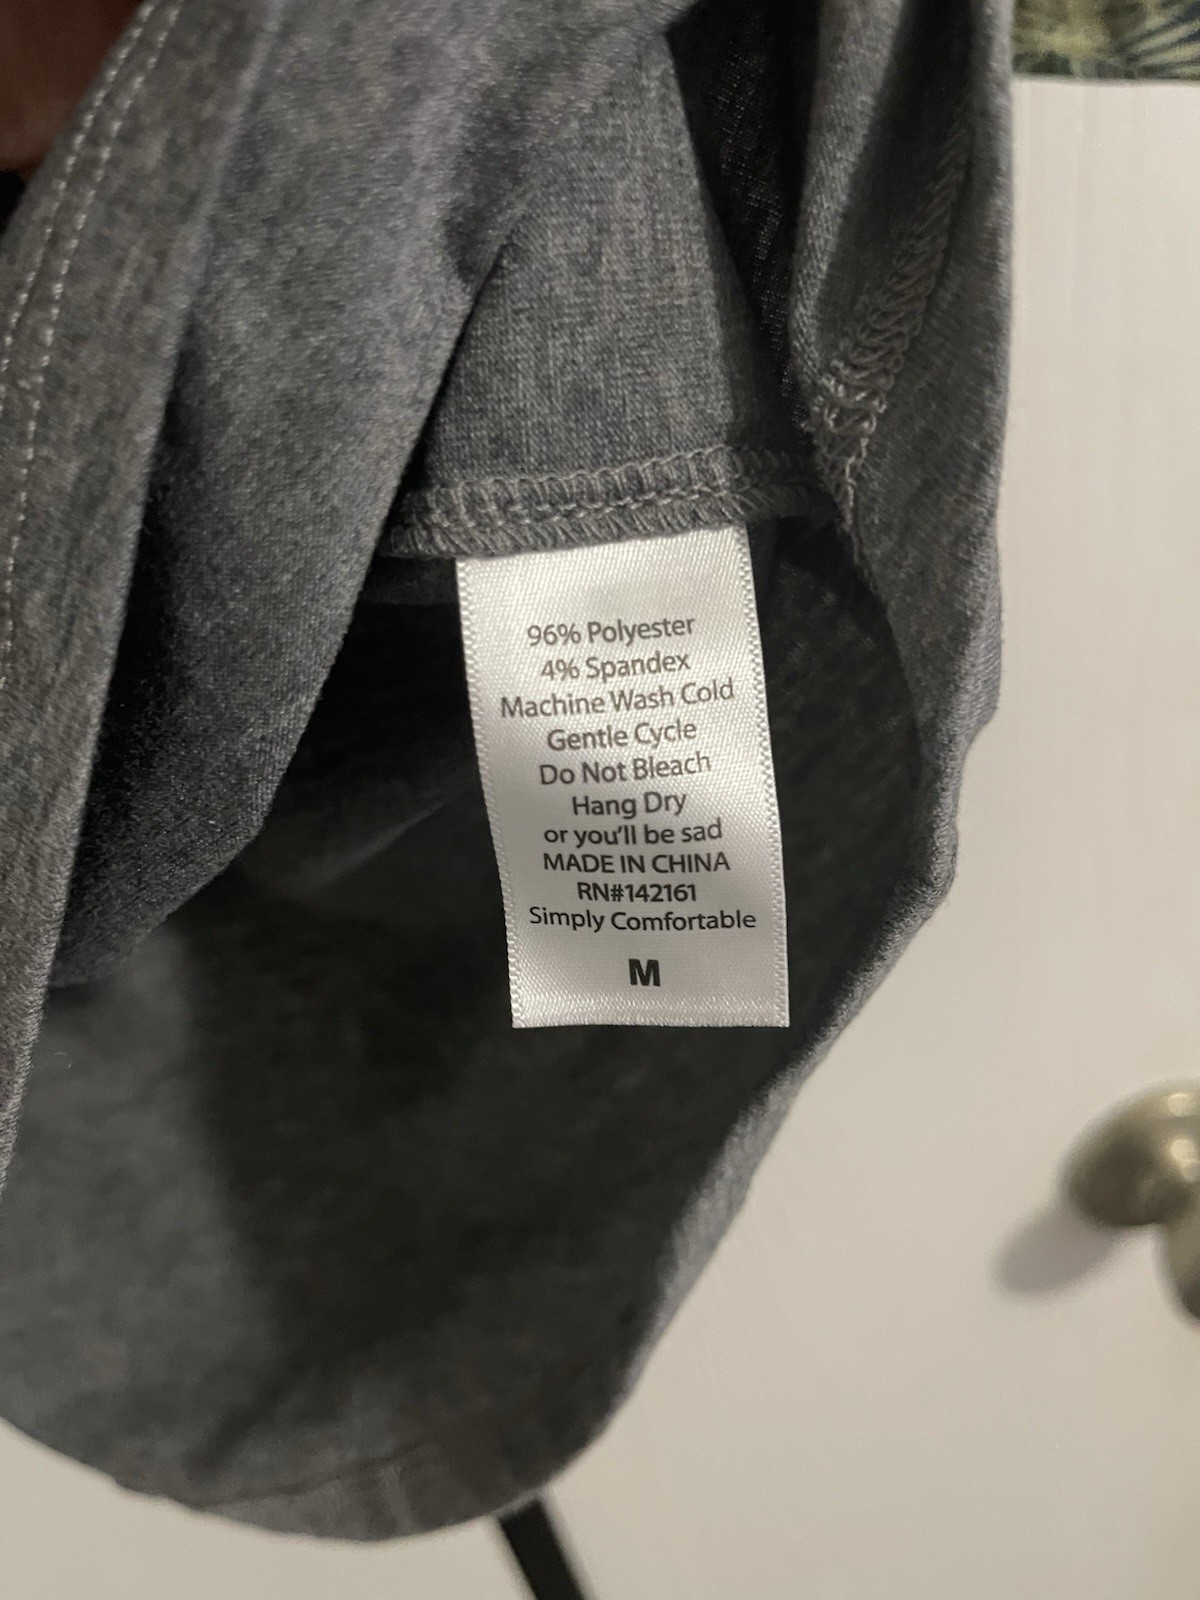 96% Polyester
4% Spandex
Machine Wash Cold
Gentle Cycle
Do Not Bleach
Hang Dry
or you'll be sad
MADE IN CHINA
RN#142161
Simply Comfortable
M